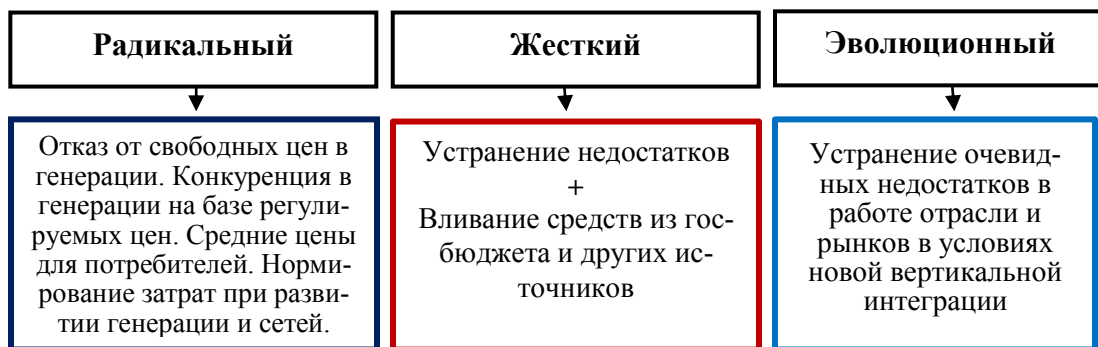 Радикальный
Жесткий
Эволюционный
Отказ от свободных цен в
генерации. Конкуренция в
генерации на базе регули-
руемых цен. Средние цены
для потребителей. Норми-
рование затрат при разви-
тии генерации и сетей.
Устранение недостатков
+
Вливание средств из гос-
бюджета и других ис-
точников
Устранение очевид-
ных недостатков в
работе отрасли и
рынков в условиях
новой вертикальной
интеграции